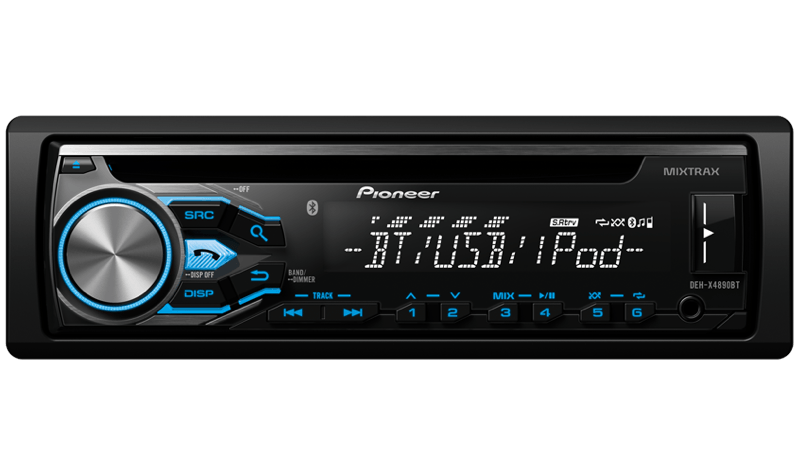 MIXTRAX
Pioneer
OFF
SRC
S.Rtrv
-BT/USB/iPod-
DISP OFF
BAND/
DIMMER
DISP
DEH-X4890BT
TRACK
MIX
1 2 3 4 5 6